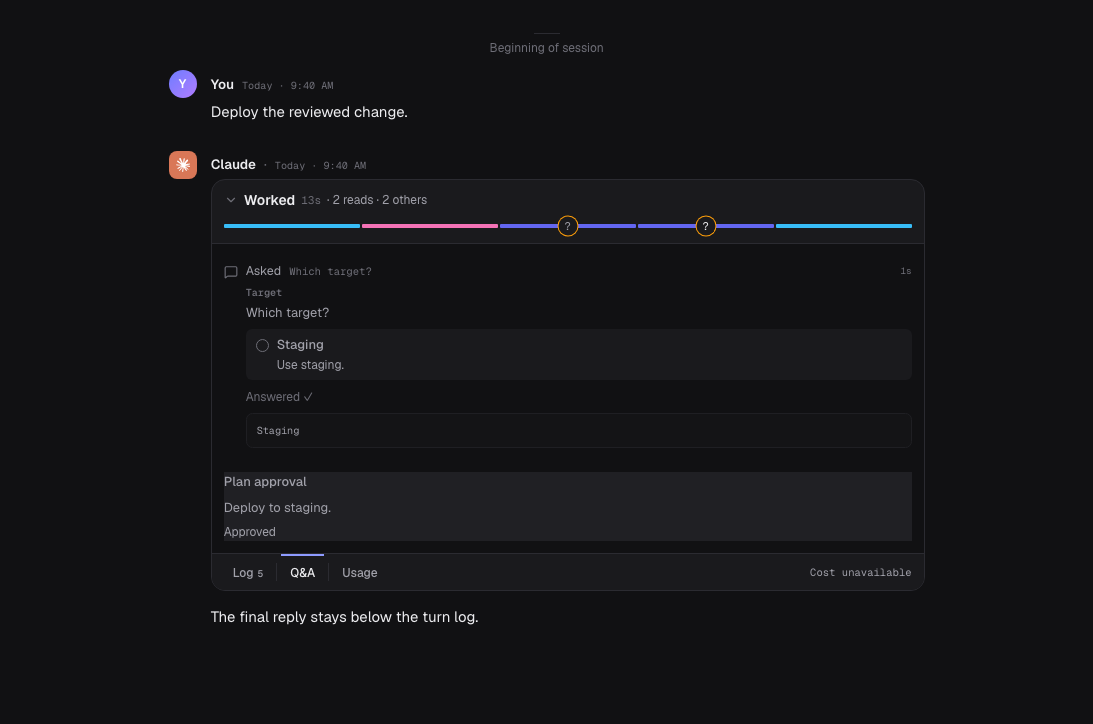 Beginning of session
Y
You Today · 9:40 AM
Deploy the reviewed change.
Claude · Today · 9:40 AM
Worked 13s · 2 reads · 2 others
? ?
Asked Which target? 1s
Target
Which target?
Staging
Use staging.
Answered ✓
Staging
Plan approval
Deploy to staging.
Approved
Log 5 Q&A Usage Cost unavailable
The final reply stays below the turn log.